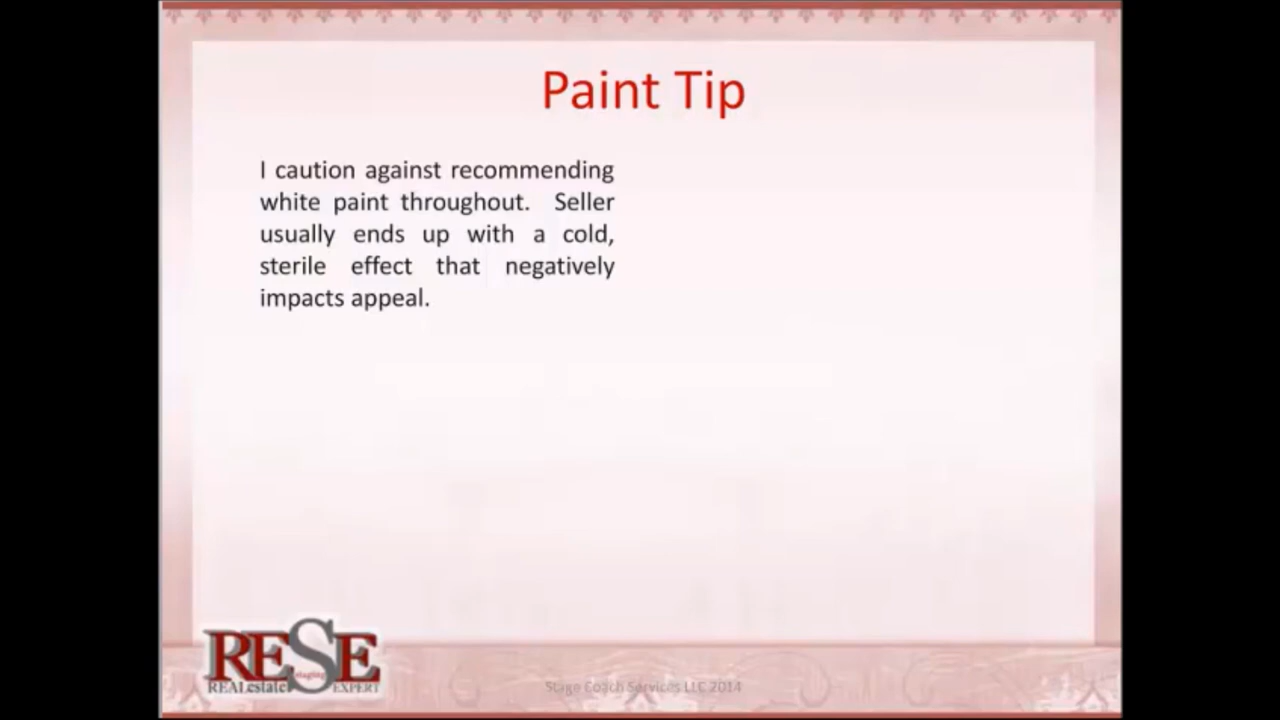 Paint Tip
I caution against recommending
white paint throughout. Seller
usually ends up with a cold,
sterile effect that negatively
impacts appeal.
RESE
staging
REALestate EXPERT
Stage Coach Services LLC 2014